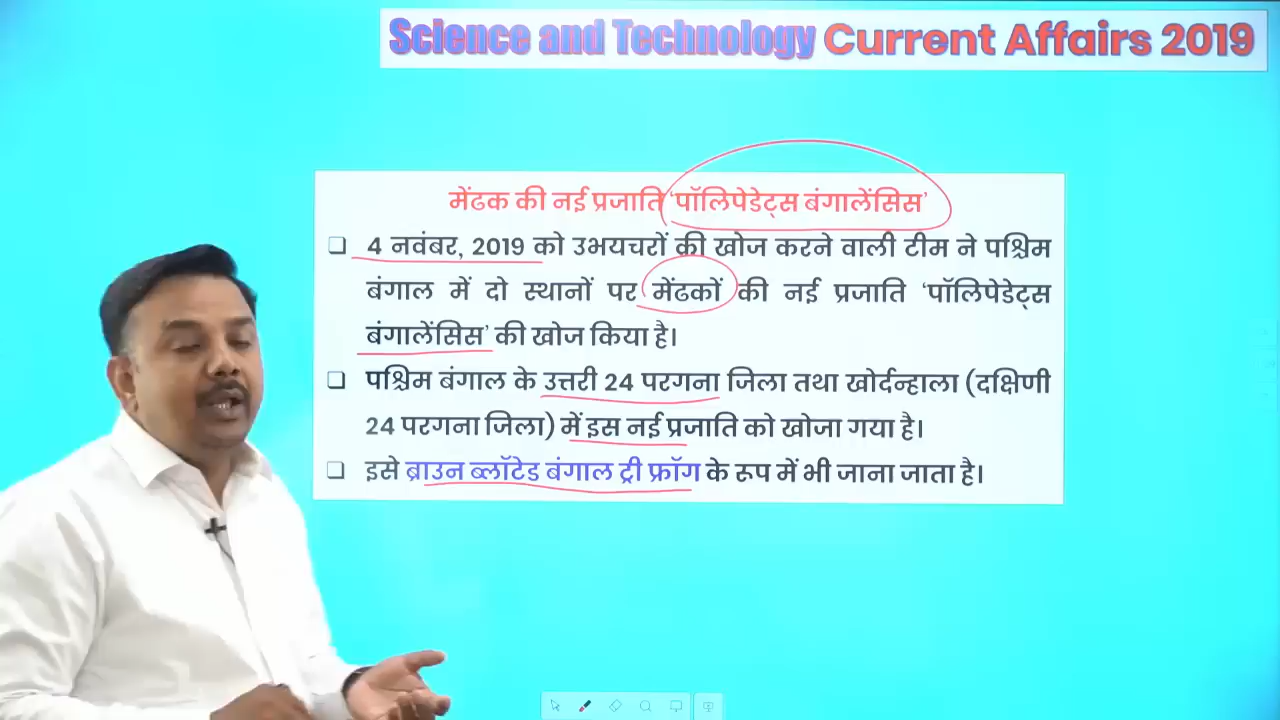 Science and Technology Current Affairs 2019
मेंढक की नई प्रजाति 'पॉलिपेडेट्स बंगालेंसिस'
❑ 4 नवंबर, 2019 को उभयचरों की खोज करने वाली टीम ने पश्चिम
बंगाल में दो स्थानों पर मेंढकों की नई प्रजाति 'पॉलिपेडेट्स
बंगालेंसिस' की खोज किया है।
❑ पश्चिम बंगाल के उत्तरी 24 परगना जिला तथा खोर्दन्हाला (दक्षिणी
24 परगना जिला) में इस नई प्रजाति को खोजा गया है।
❑ इसे ब्राउन ब्लॉटेड बंगाल ट्री फ्रॉग के रूप में भी जाना जाता है।